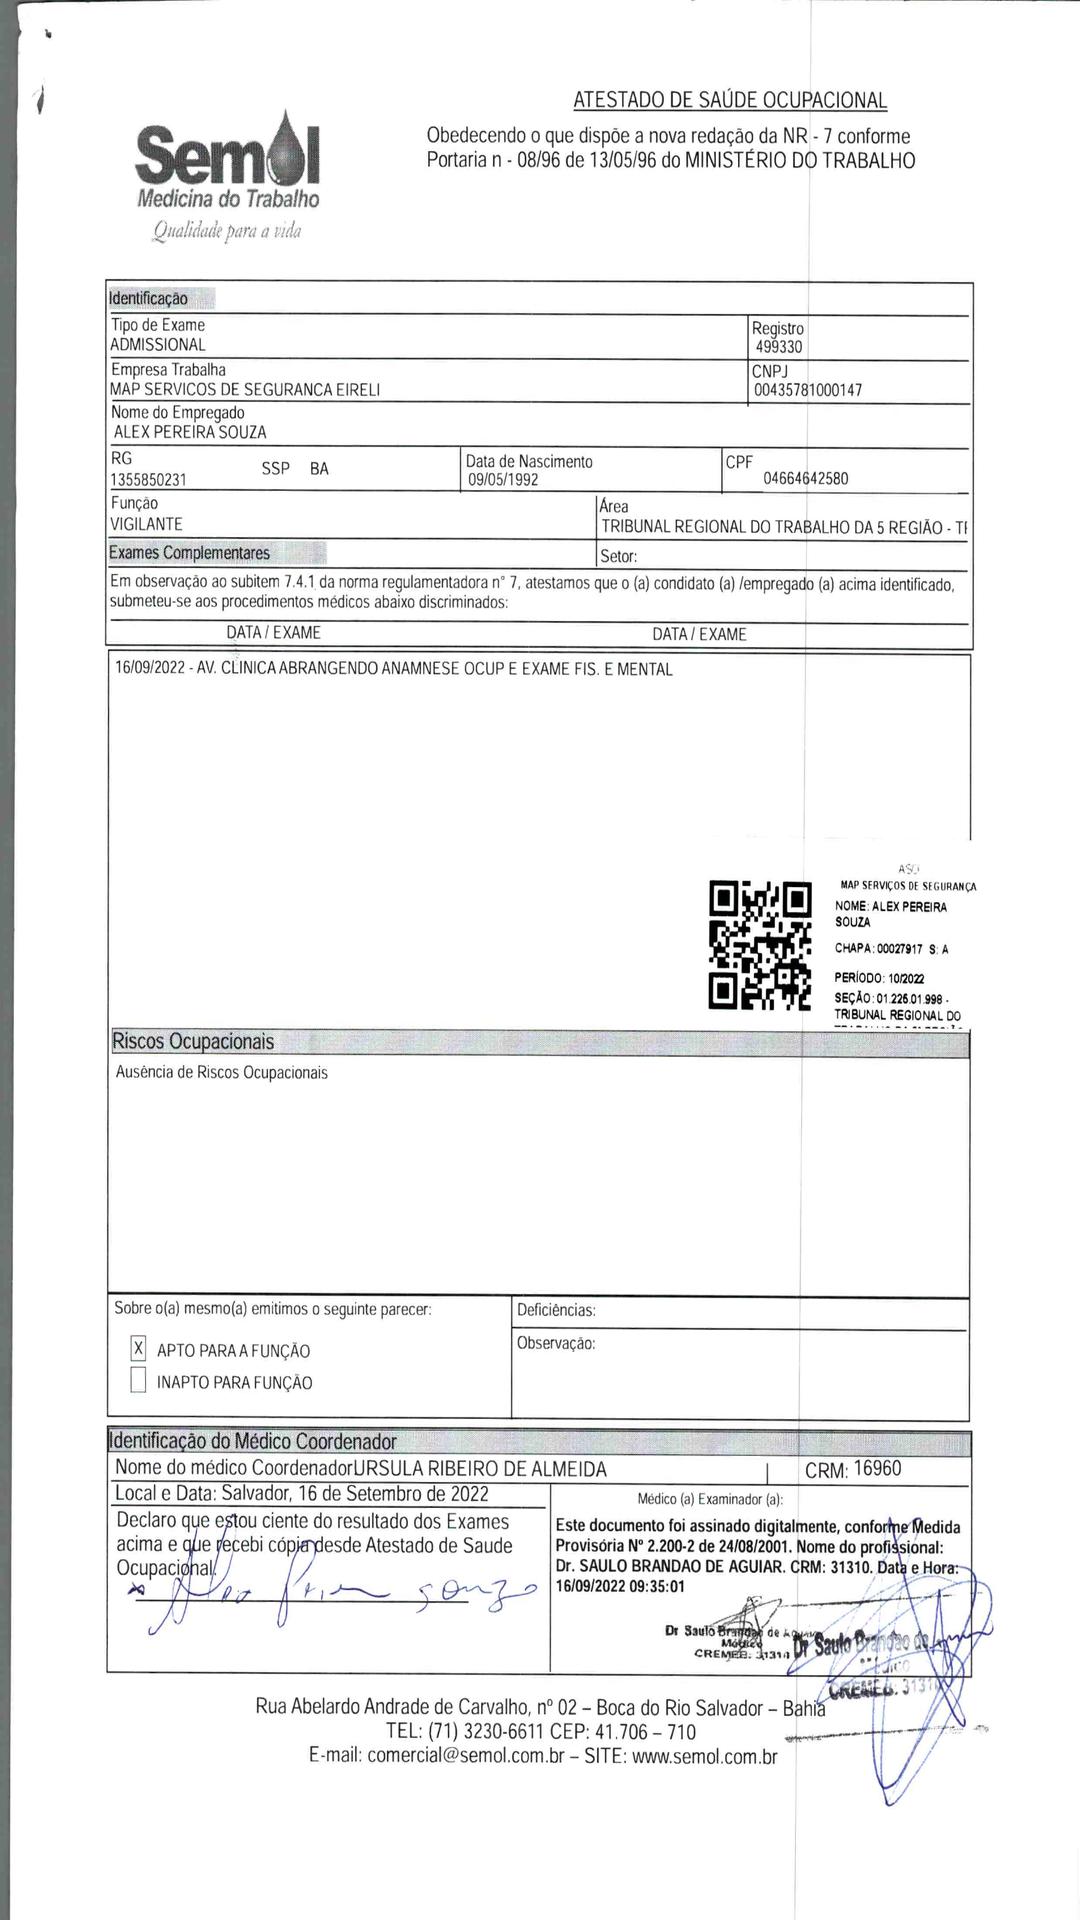 ATESTADO DE SAÚDE OCUPACIONAL
Obedecendo o que dispõe a nova redação da NR - 7 conforme
Portaria n - 08/96 de 13/05/96 do MINISTÉRIO DO TRABALHO
Semol
Medicina do Trabalho
Qualidade para a vida
Identificação
Tipo de Exame
ADMISSIONAL
Registro
499330
Empresa Trabalha
MAP SERVICOS DE SEGURANCA EIRELI
CNPJ
00435781000147
Nome do Empregado
ALEX PEREIRA SOUZA
RG
1355850231 SSP BA
Data de Nascimento
09/05/1992
CPF
04664642580
Função
VIGILANTE
Área
TRIBUNAL REGIONAL DO TRABALHO DA 5 REGIÃO -
Exames Complementares
Setor:
Em observação ao subitem 7.4.1 da norma regulamentadora n° 7, atestamos que o (a) condidato (a) /empregado (a) acima identificado,
submeteu-se aos procedimentos médicos abaixo discriminados:
DATA / EXAME DATA / EXAME
16/09/2022 - AV. CLINICA ABRANGENDO ANAMNESE OCUP E EXAME FIS. E MENTAL
ASO
MAP SERVIÇOS DE SEGURANÇA
NOME: ALEX PEREIRA
SOUZA
CHAPA: 00027917 S: A
PERÍODO: 10/2022
SEÇÃO: 01.226.01.998 -
TRIBUNAL REGIONAL DO
Riscos Ocupacionais
Ausência de Riscos Ocupacionais
Sobre o(a) mesmo(a) emitimos o seguinte parecer:
X APTO PARA A FUNÇÃO
INAPTO PARA FUNÇÃO
Deficiências:
Observação:
Identificação do Médico Coordenador
Nome do médico CoordenadorURSULA RIBEIRO DE ALMEIDA CRM: 16960
Local e Data: Salvador, 16 de Setembro de 2022
Declaro que estou ciente do resultado dos Exames
acima e que recebi cópia desde Atestado de Saude
Ocupacional.
Médico (a) Examinador (a):
Este documento foi assinado digitalmente, conforme Medida
Provisória Nº 2.200-2 de 24/08/2001. Nome do profissional:
Dr. SAULO BRANDAO DE AGUIAR. CRM: 31310. Data e Hora:
16/09/2022 09:35:01
Dr Saulo Brandão de
Médico
CREMEB: 31310
Dr Saulo Brandão de
CREMEB: 3131
Rua Abelardo Andrade de Carvalho, nº 02 – Boca do Rio Salvador – Bahia
TEL: (71) 3230-6611 CEP: 41.706 – 710
E-mail: comercial@semol.com.br – SITE: www.semol.com.br